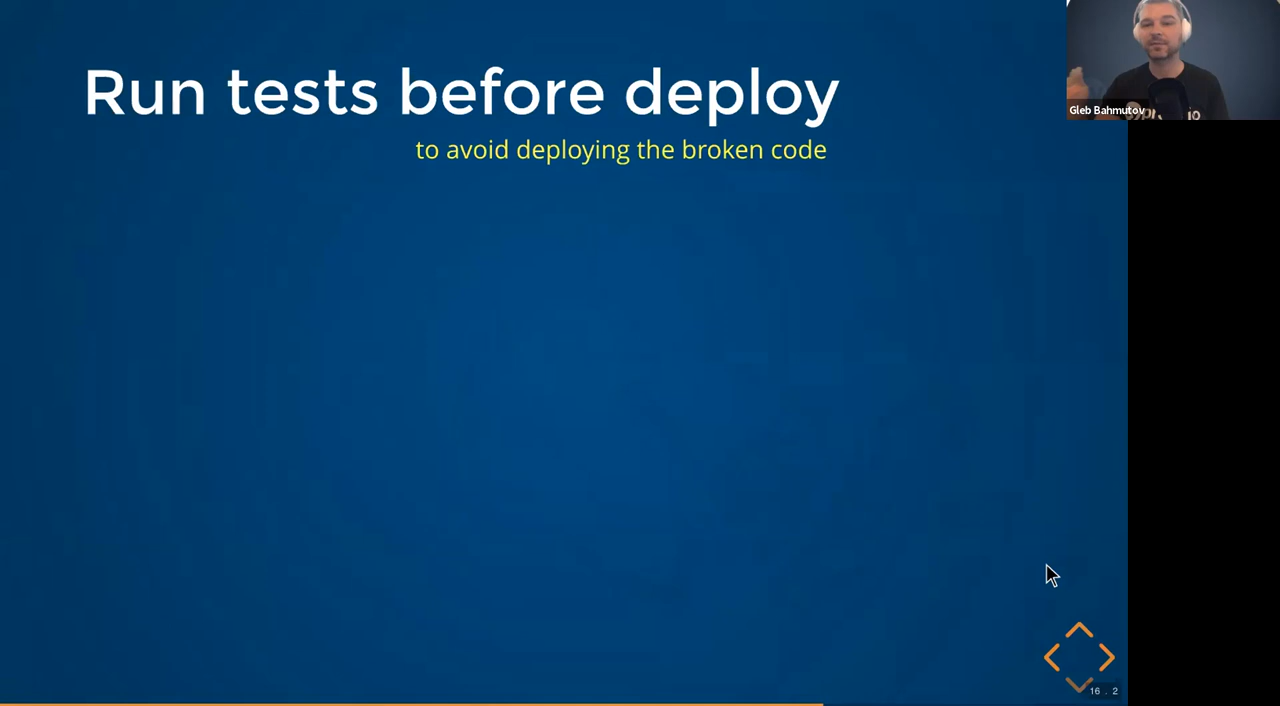 Run tests before deploy
to avoid deploying the broken code
Gleb Bahmutov
16 . 2